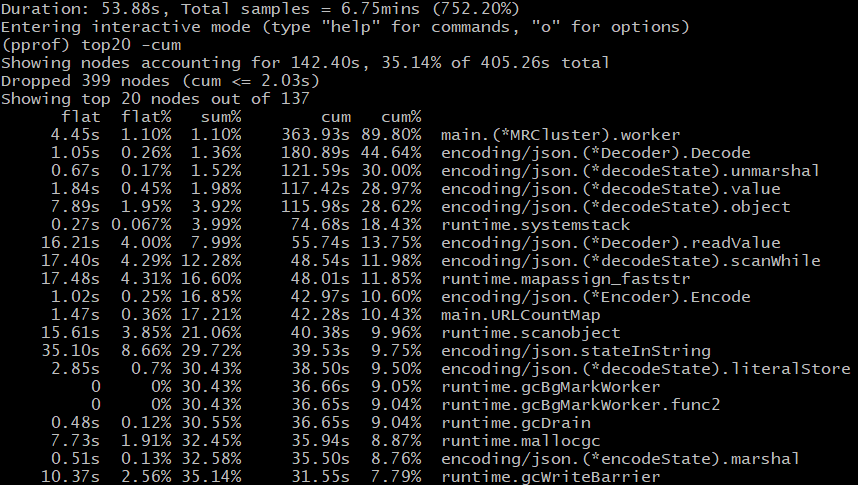 Duration: 53.88s, Total samples = 6.75mins (752.20%)
Entering interactive mode (type "help" for commands, "o" for options)
(pprof) top20 -cum
Showing nodes accounting for 142.40s, 35.14% of 405.26s total
Dropped 399 nodes (cum <= 2.03s)
Showing top 20 nodes out of 137
flat flat% sum% cum cum%
4.45s 1.10% 1.10% 363.93s 89.80% main.(*MRCluster).worker
1.05s 0.26% 1.36% 180.89s 44.64% encoding/json.(*Decoder).Decode
0.67s 0.17% 1.52% 121.59s 30.00% encoding/json.(*decodeState).unmarshal
1.84s 0.45% 1.98% 117.42s 28.97% encoding/json.(*decodeState).value
7.89s 1.95% 3.92% 115.98s 28.62% encoding/json.(*decodeState).object
0.27s 0.067% 3.99% 74.68s 18.43% runtime.systemstack
16.21s 4.00% 7.99% 55.74s 13.75% encoding/json.(*Decoder).readValue
17.40s 4.29% 12.28% 48.54s 11.98% encoding/json.(*decodeState).scanWhile
17.48s 4.31% 16.60% 48.01s 11.85% runtime.mapassign_faststr
1.02s 0.25% 16.85% 42.97s 10.60% encoding/json.(*Encoder).Encode
1.47s 0.36% 17.21% 42.28s 10.43% main.URLCountMap
15.61s 3.85% 21.06% 40.38s 9.96% runtime.scanobject
35.10s 8.66% 29.72% 39.53s 9.75% encoding/json.stateInString
2.85s 0.7% 30.43% 38.50s 9.50% encoding/json.(*decodeState).literalStore
0 0% 30.43% 36.66s 9.05% runtime.gcBgMarkWorker
0 0% 30.43% 36.65s 9.04% runtime.gcBgMarkWorker.func2
0.48s 0.12% 30.55% 36.65s 9.04% runtime.gcDrain
7.73s 1.91% 32.45% 35.94s 8.87% runtime.mallocgc
0.51s 0.13% 32.58% 35.50s 8.76% encoding/json.(*encodeState).marshal
10.37s 2.56% 35.14% 31.55s 7.79% runtime.gcWriteBarrier